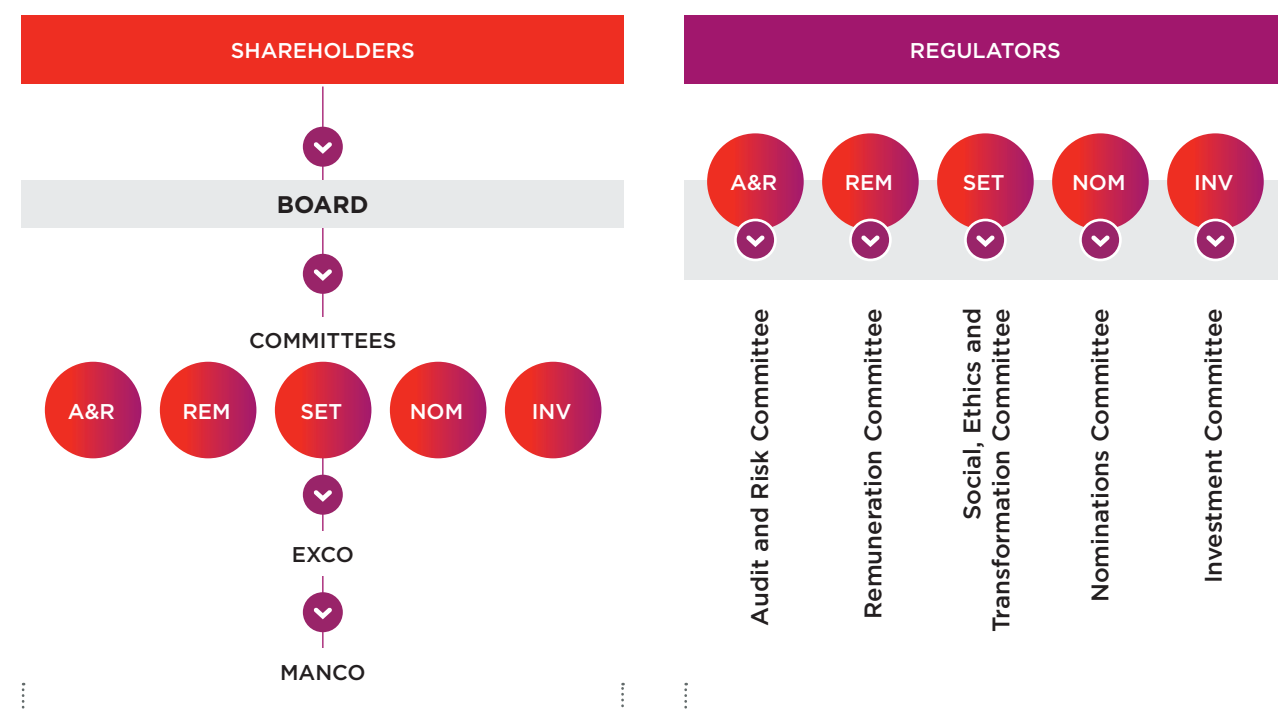 SHAREHOLDERS
BOARD
COMMITTEES
A&R
REM
SET
NOM
INV
EXCO
MANCO
REGULATORS
A&R
REM
SET
NOM
INV
Audit and Risk Committee
Remuneration Committee
Social, Ethics and
Transformation Committee
Nominations Committee
Investment Committee